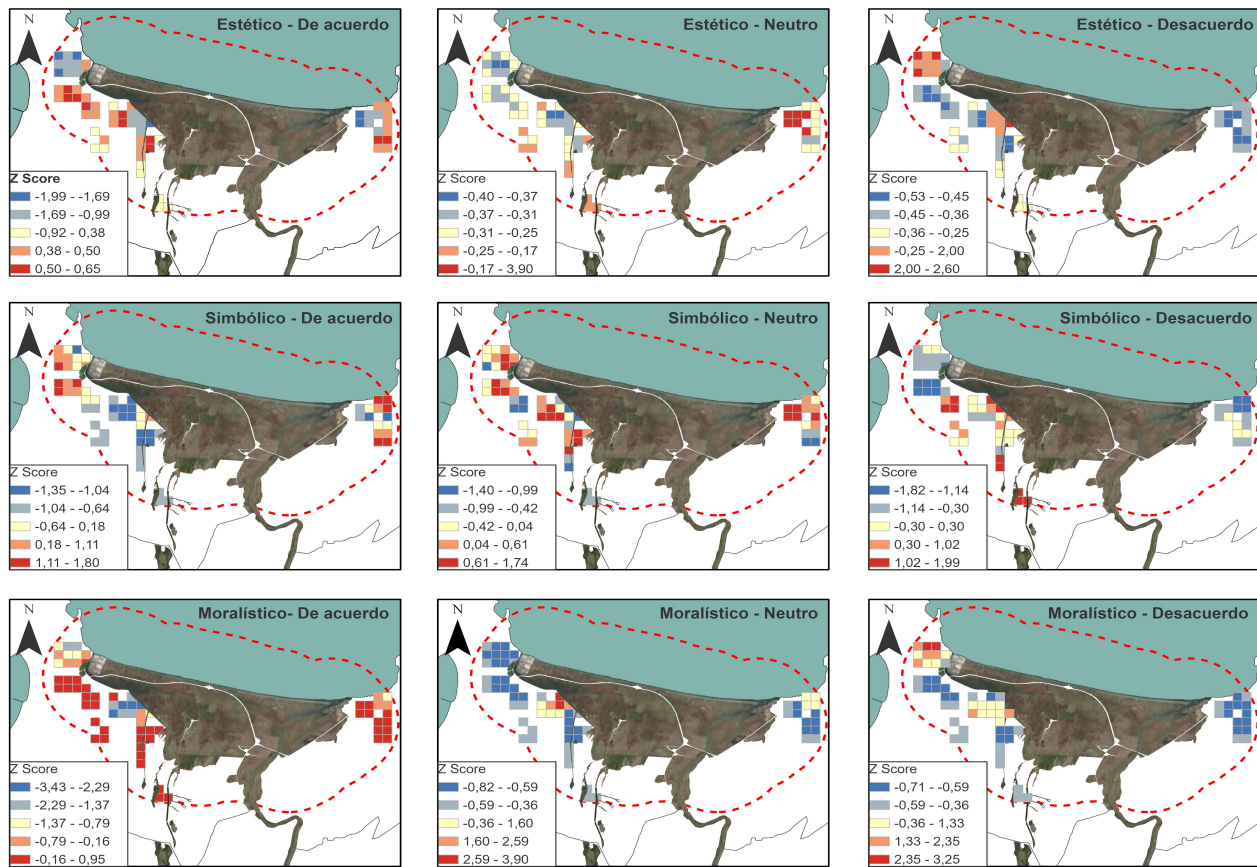 Estético - De acuerdo
N
Z Score
-1,99 - -1,69
-1,69 - -0,99
-0,92 - 0,38
0,38 - 0,50
0,50 - 0,65
Estético - Neutro
N
Z Score
-0,40 - -0,37
-0,37 - -0,31
-0,31 - -0,25
-0,25 - -0,17
-0,17 - 3,90
Estético - Desacuerdo
N
Z Score
-0,53 - -0,45
-0,45 - -0,36
-0,36 - -0,25
-0,25 - 2,00
2,00 - 2,60
Simbólico - De acuerdo
N
Z Score
-1,35 - -1,04
-1,04 - -0,64
-0,64 - 0,18
0,18 - 1,11
1,11 - 1,80
Simbólico - Neutro
N
Z Score
-1,40 - -0,99
-0,99 - -0,42
-0,42 - 0,04
0,04 - 0,61
0,61 - 1,74
Simbólico - Desacuerdo
N
Z Score
-1,82 - -1,14
-1,14 - -0,30
-0,30 - 0,30
0,30 - 1,02
1,02 - 1,99
Moralístico- De acuerdo
N
Z Score
-3,43 - -2,29
-2,29 - -1,37
-1,37 - -0,79
-0,79 - -0,16
-0,16 - 0,95
Moralístico - Neutro
N
Z Score
-0,82 - -0,59
-0,59 - -0,36
-0,36 - 1,60
1,60 - 2,59
2,59 - 3,90
Moralístico - Desacuerdo
N
Z Score
-0,71 - -0,59
-0,59 - -0,36
-0,36 - 1,33
1,33 - 2,35
2,35 - 3,25